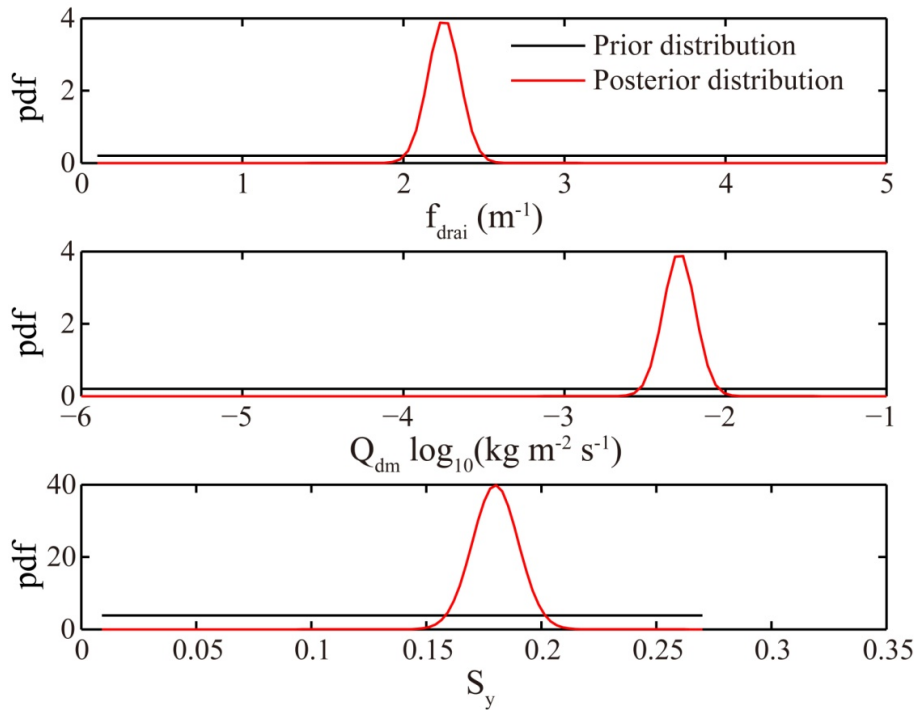 4
2
0
pdf
Prior distribution
Posterior distribution
0 1 2 3 4 5
f_drai (m⁻¹)
4
2
0
pdf
−6 −5 −4 −3 −2 −1
Q_dm log₁₀(kg m⁻² s⁻¹)
40
20
0
pdf
0 0.05 0.1 0.15 0.2 0.25 0.3 0.35
S_y